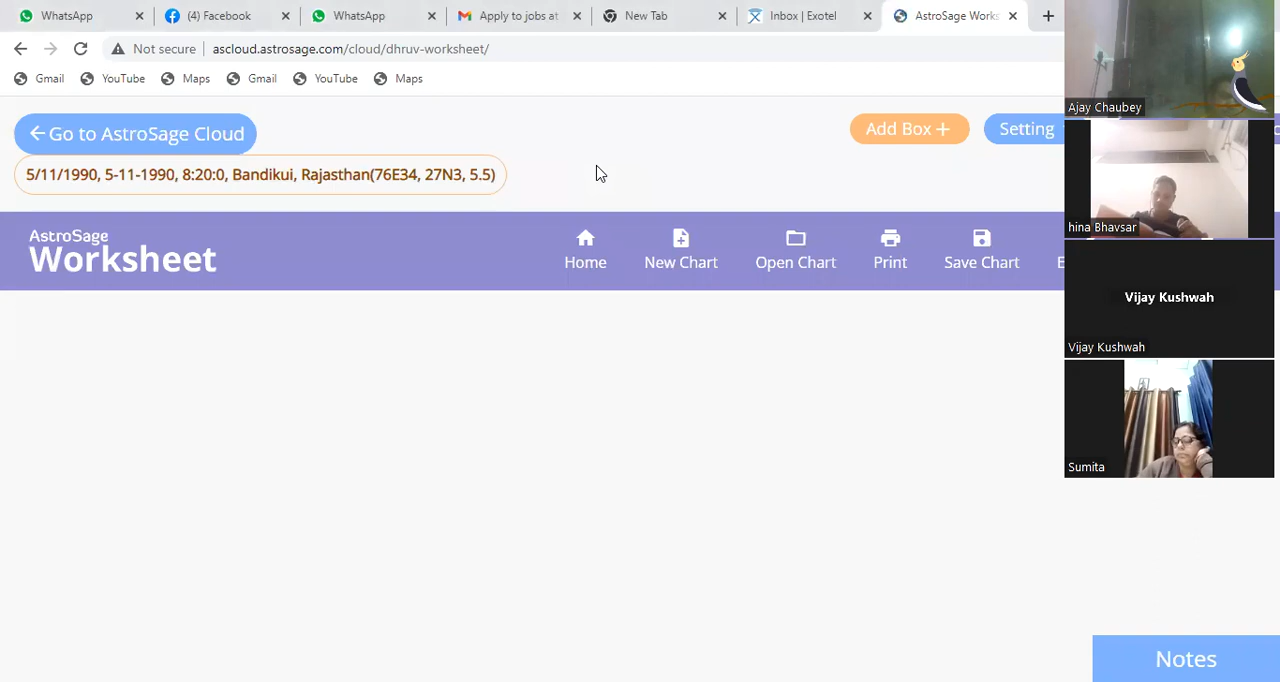 WhatsApp
(4) Facebook
WhatsApp
Apply to jobs at
New Tab
Inbox | Exotel
AstroSage Works
Not secure
ascloud.astrosage.com/cloud/dhruv-worksheet/
Gmail
YouTube
Maps
Gmail
YouTube
Maps
Go to AstroSage Cloud
Add Box +
Setting
5/11/1990, 5-11-1990, 8:20:0, Bandikui, Rajasthan(76E34, 27N3, 5.5)
AstroSage
Worksheet
Home
New Chart
Open Chart
Print
Save Chart
E
Ajay Chaubey
hina Bhavsar
Vijay Kushwah
Vijay Kushwah
Sumita
Notes